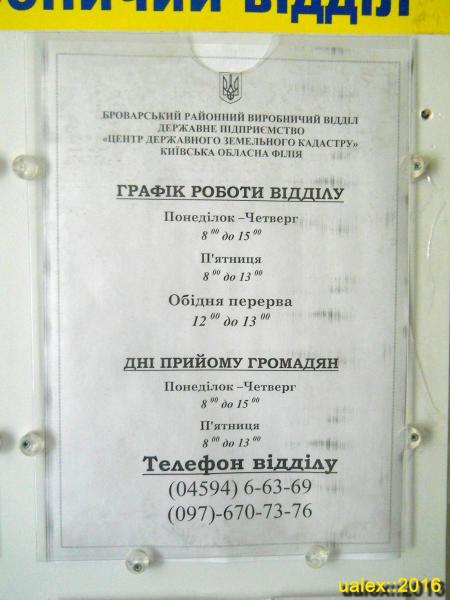 ВІДДІЛ
БРОВАРСЬКИЙ РАЙОННИЙ ВИРОБНИЧИЙ ВІДДІЛ
ДЕРЖАВНЕ ПІДПРИЄМСТВО
«ЦЕНТР ДЕРЖАВНОГО ЗЕМЕЛЬНОГО КАДАСТРУ»
КИЇВСЬКА ОБЛАСНА ФІЛІЯ
ГРАФІК РОБОТИ ВІДДІЛУ
Понеділок –Четверг
8 00 до 15 00
П'ятниця
8 00 до 13 00
Обідня перерва
12 00 до 13 00
ДНІ ПРИЙОМУ ГРОМАДЯН
Понеділок –Четверг
8 00 до 15 00
П'ятниця
8 00 до 13 00
Телефон відділу
(04594) 6-63-69
(097)-670-73-76
ualex::2016